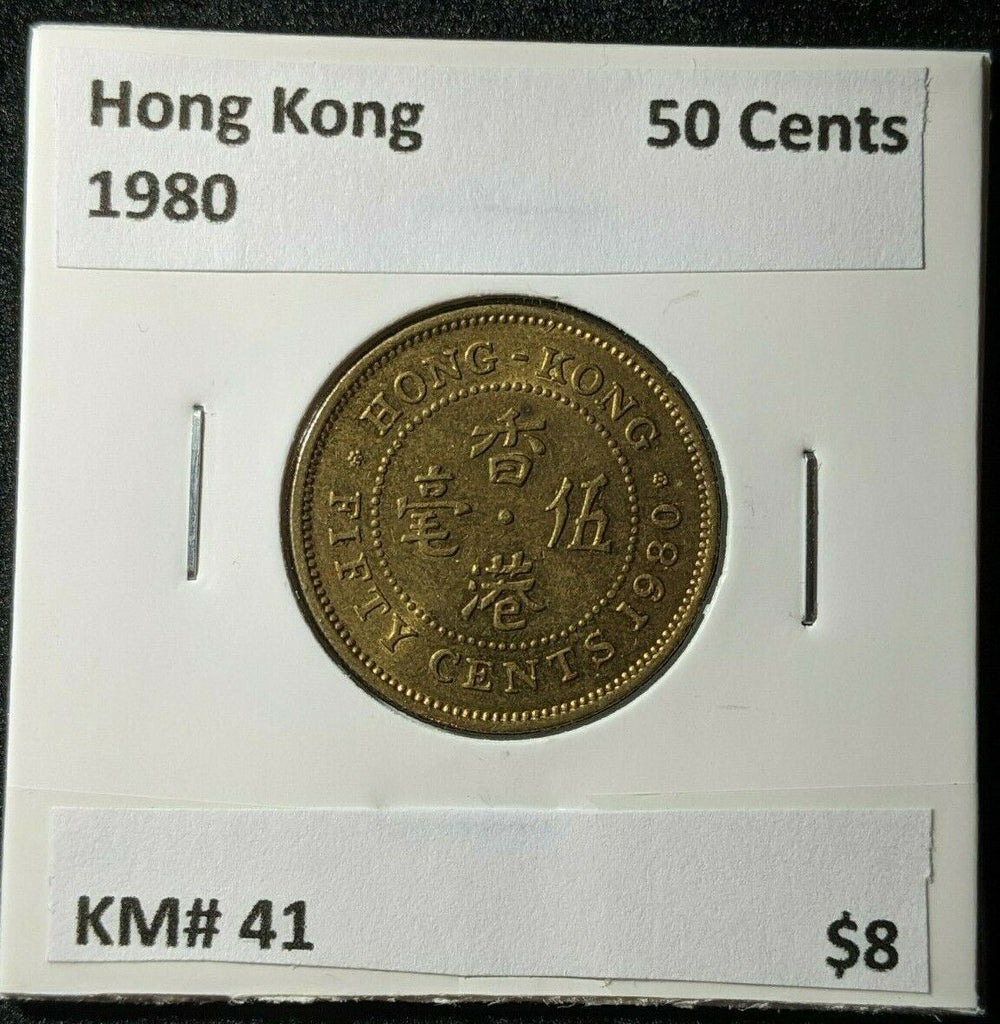 Hong Kong 50 Cents
1980
HONG - KONG
香港
伍毫
FIFTY CENTS 1980
KM# 41
$8